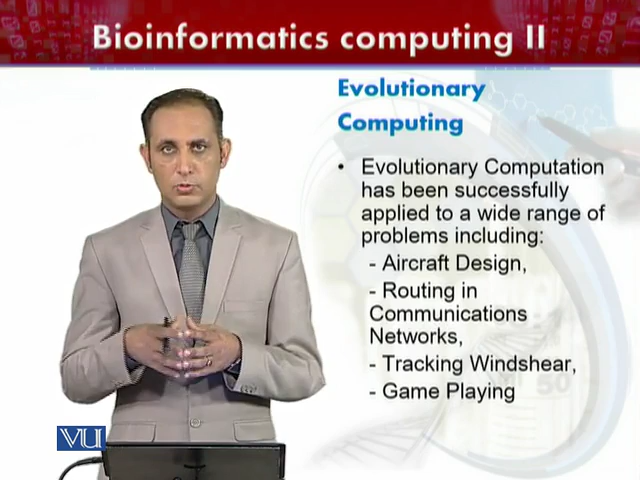 Bioinformatics computing II
Evolutionary
Computing
• Evolutionary Computation
has been successfully
applied to a wide range of
problems including:
- Aircraft Design,
- Routing in
Communications
Networks,
- Tracking Windshear,
- Game Playing
VU